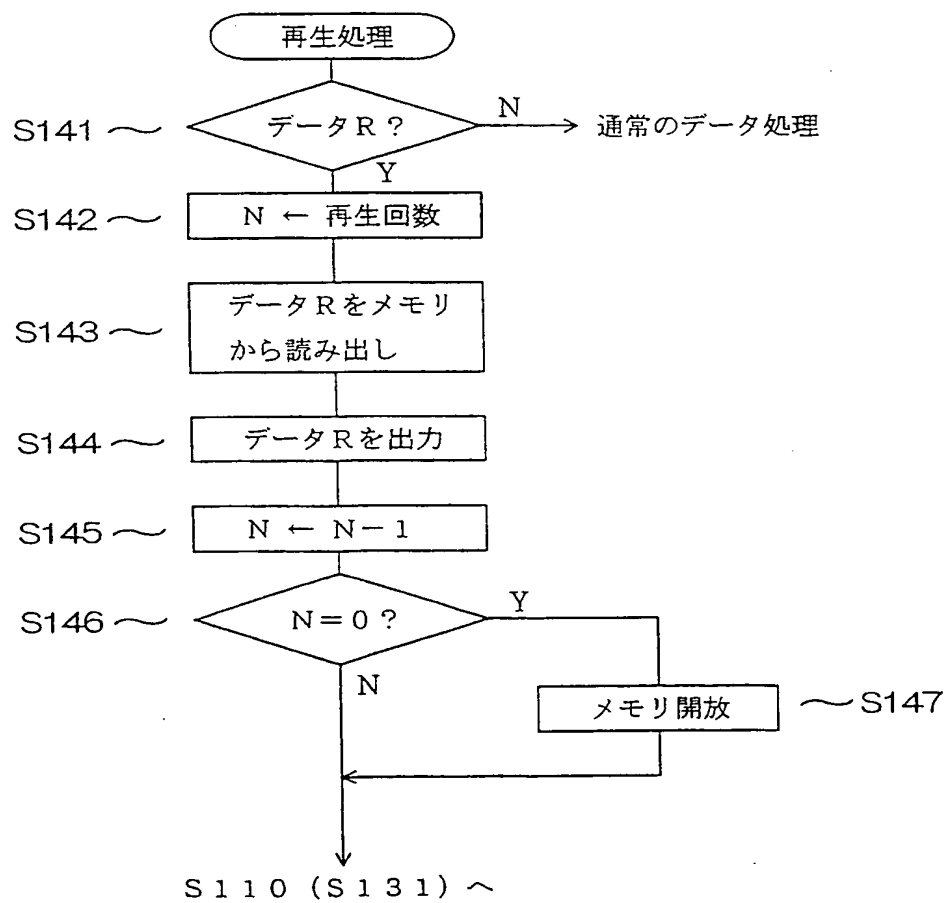 再生処理
S141 データR?
N
通常のデータ処理
Y
S142 N ← 再生回数
S143 データRをメモリ
から読み出し
S144 データRを出力
S145 N ← N-1
S146 N=0?
Y
N
メモリ開放 S147
S110(S131)へ